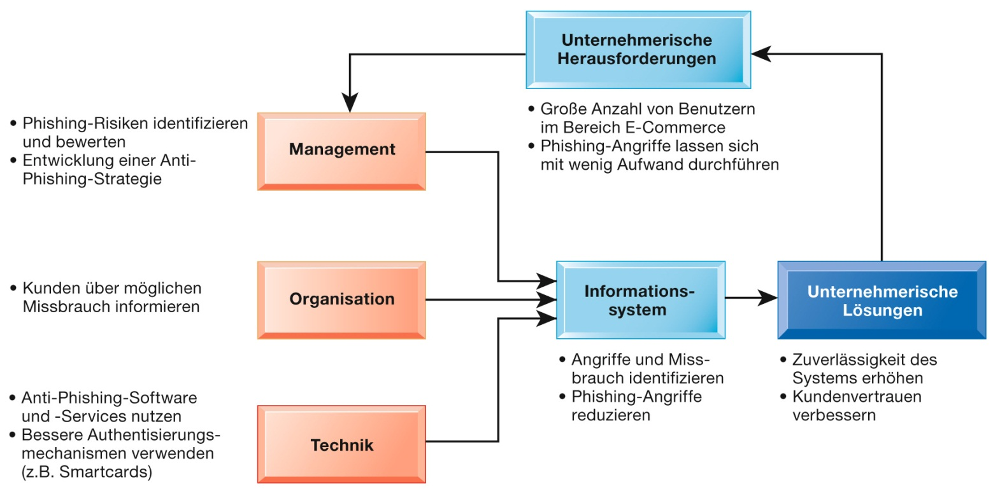 Unternehmerische
Herausforderungen
• Große Anzahl von Benutzern
im Bereich E-Commerce
• Phishing-Angriffe lassen sich
mit wenig Aufwand durchführen
• Phishing-Risiken identifizieren
und bewerten
• Entwicklung einer Anti-
Phishing-Strategie
Management
• Kunden über möglichen
Missbrauch informieren
Organisation
• Anti-Phishing-Software
und -Services nutzen
• Bessere Authentisierungs-
mechanismen verwenden
(z.B. Smartcards)
Technik
Informations-
system
• Angriffe und Miss-
brauch identifizieren
• Phishing-Angriffe
reduzieren
Unternehmerische
Lösungen
• Zuverlässigkeit des
Systems erhöhen
• Kundenvertrauen
verbessern